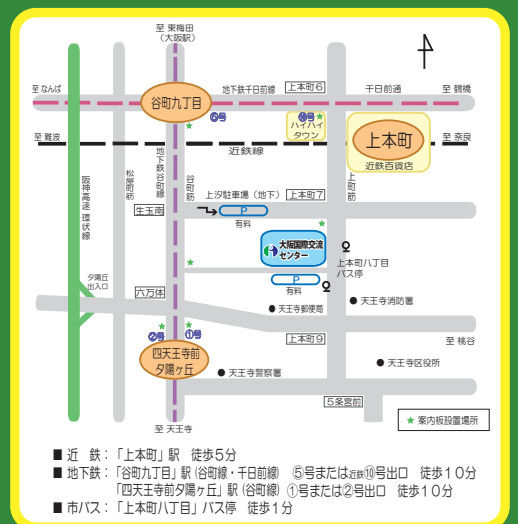 至 東梅田
(大阪駅)
至 なんば
谷町九丁目
地下鉄千日前線
上本町6
千日前通
至 鶴橋
⑤号
⑩号
ハイハイ
タウン
上本町
近鉄百貨店
至 難波
近鉄線
至 奈良
阪神高速 環状線
松屋町筋
地下鉄谷町線
谷町筋
上町筋
生玉南
上汐駐車場(地下)
P
有料
上本町7
大阪国際交流
センター
P
有料
上本町八丁目
バス停
夕陽丘
出入口
六万体
天王寺郵便局
天王寺消防署
②号
①号
上本町9
至 桃谷
四天王寺前
夕陽ヶ丘
天王寺警察署
天王寺区役所
5条宮前
至 天王寺
★ 案内板設置場所
■ 近 鉄：「上本町」駅 徒歩5分
■ 地下鉄：「谷町九丁目」駅 (谷町線・千日前線) ⑤号または近鉄⑩号出口 徒歩10分
「四天王寺前夕陽ヶ丘」駅 (谷町線) ①号または②号出口 徒歩10分
■ 市バス：「上本町八丁目」バス停 徒歩1分